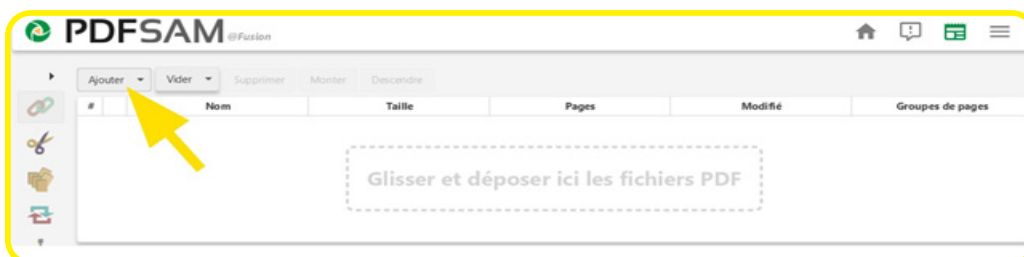 PDFSAM @Fusion
Ajouter Vider Supprimer Monter Descendre
# Nom Taille Pages Modifié Groupes de pages
Glisser et déposer ici les fichiers PDF